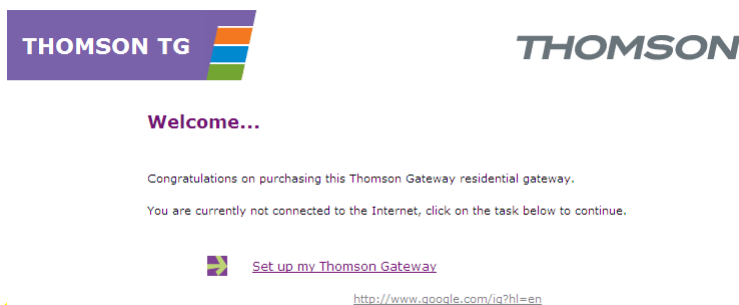 THOMSON TG
THOMSON
Welcome...
Congratulations on purchasing this Thomson Gateway residential gateway.
You are currently not connected to the Internet, click on the task below to continue.
Set up my Thomson Gateway
http://www.google.com/ig?hl=en